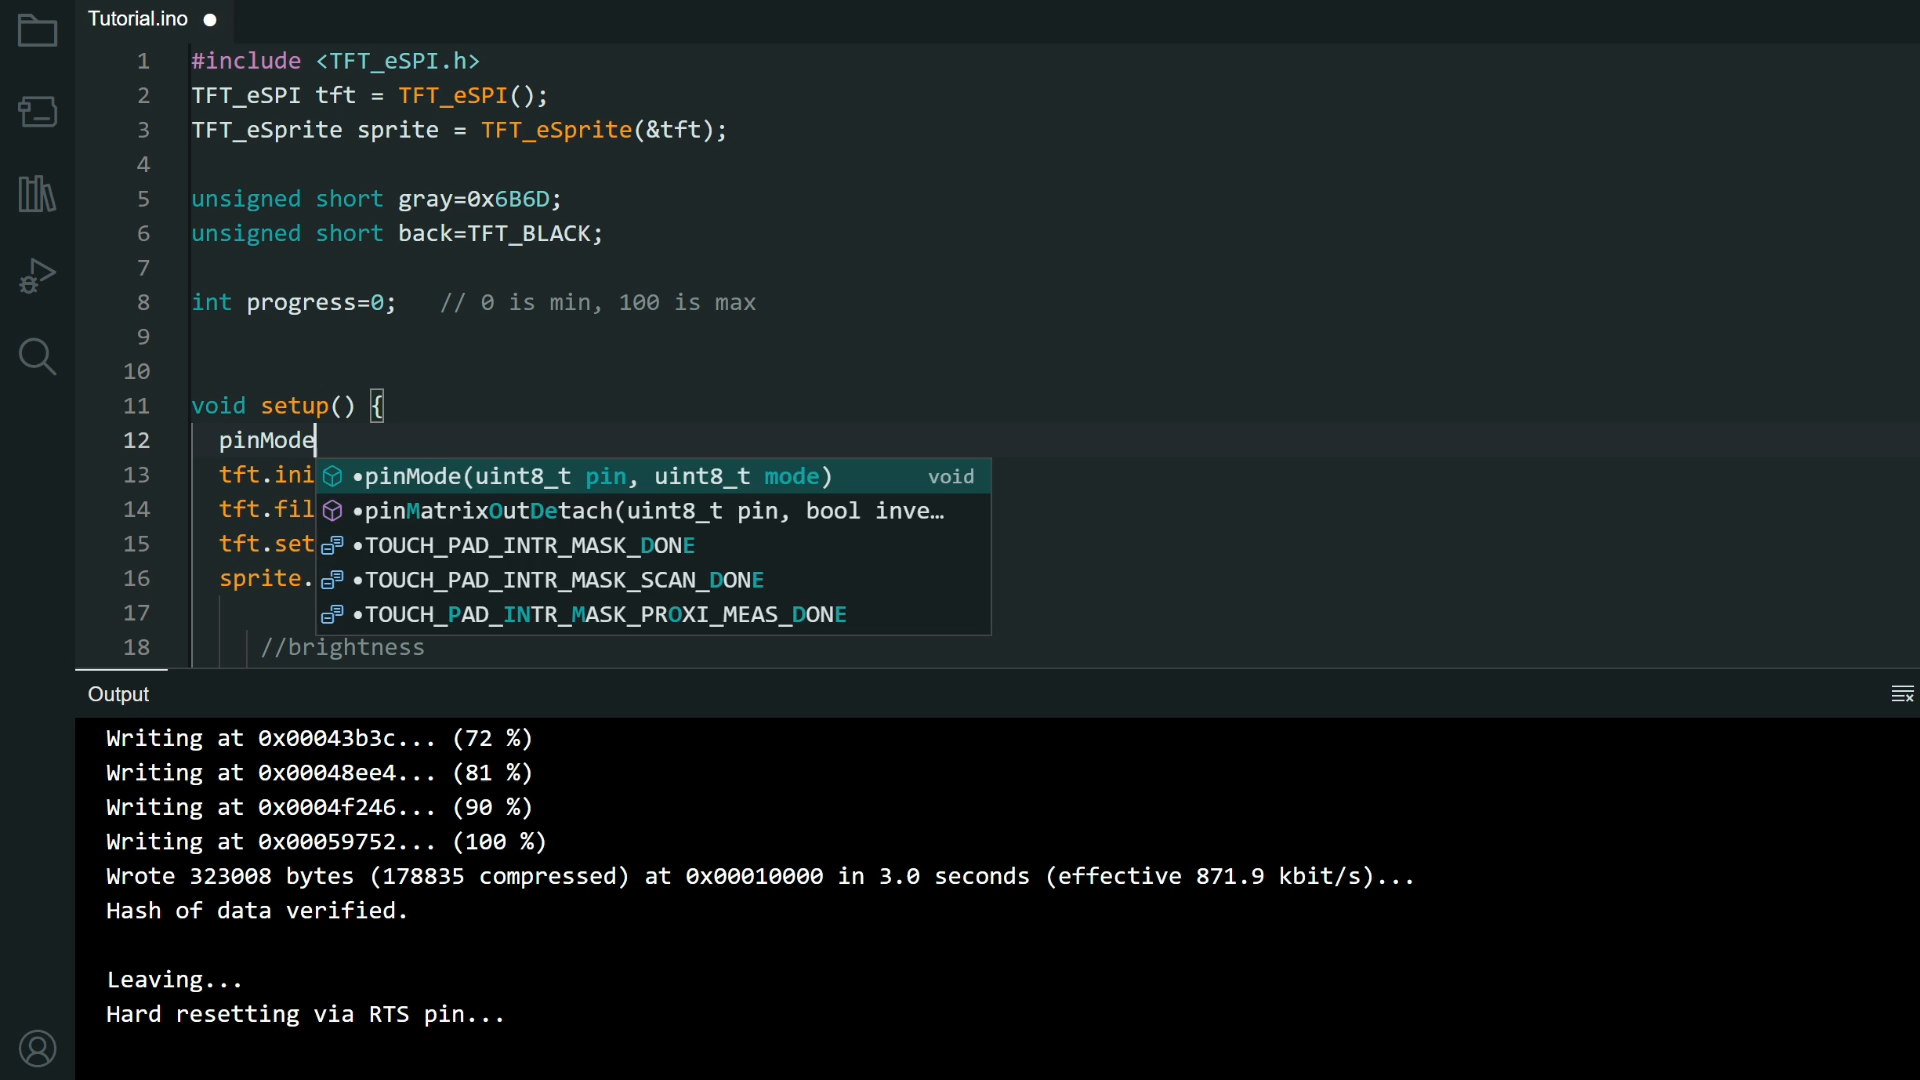 Tutorial.ino
1 #include <TFT_eSPI.h>
2 TFT_eSPI tft = TFT_eSPI();
3 TFT_eSprite sprite = TFT_eSprite(&tft);
4
5 unsigned short gray=0x6B6D;
6 unsigned short back=TFT_BLACK;
7
8 int progress=0;   // 0 is min, 100 is max
9
10
11 void setup() {
12 pinMode
13 tft.ini •pinMode(uint8_t pin, uint8_t mode) void
14 tft.fil •pinMatrixOutDetach(uint8_t pin, bool inve…
15 tft.set •TOUCH_PAD_INTR_MASK_DONE
16 sprite. •TOUCH_PAD_INTR_MASK_SCAN_DONE
17 •TOUCH_PAD_INTR_MASK_PROXI_MEAS_DONE
18 //brightness
Output
Writing at 0x00043b3c... (72 %)
Writing at 0x00048ee4... (81 %)
Writing at 0x0004f246... (90 %)
Writing at 0x00059752... (100 %)
Wrote 323008 bytes (178835 compressed) at 0x00010000 in 3.0 seconds (effective 871.9 kbit/s)...
Hash of data verified.
Leaving...
Hard resetting via RTS pin...